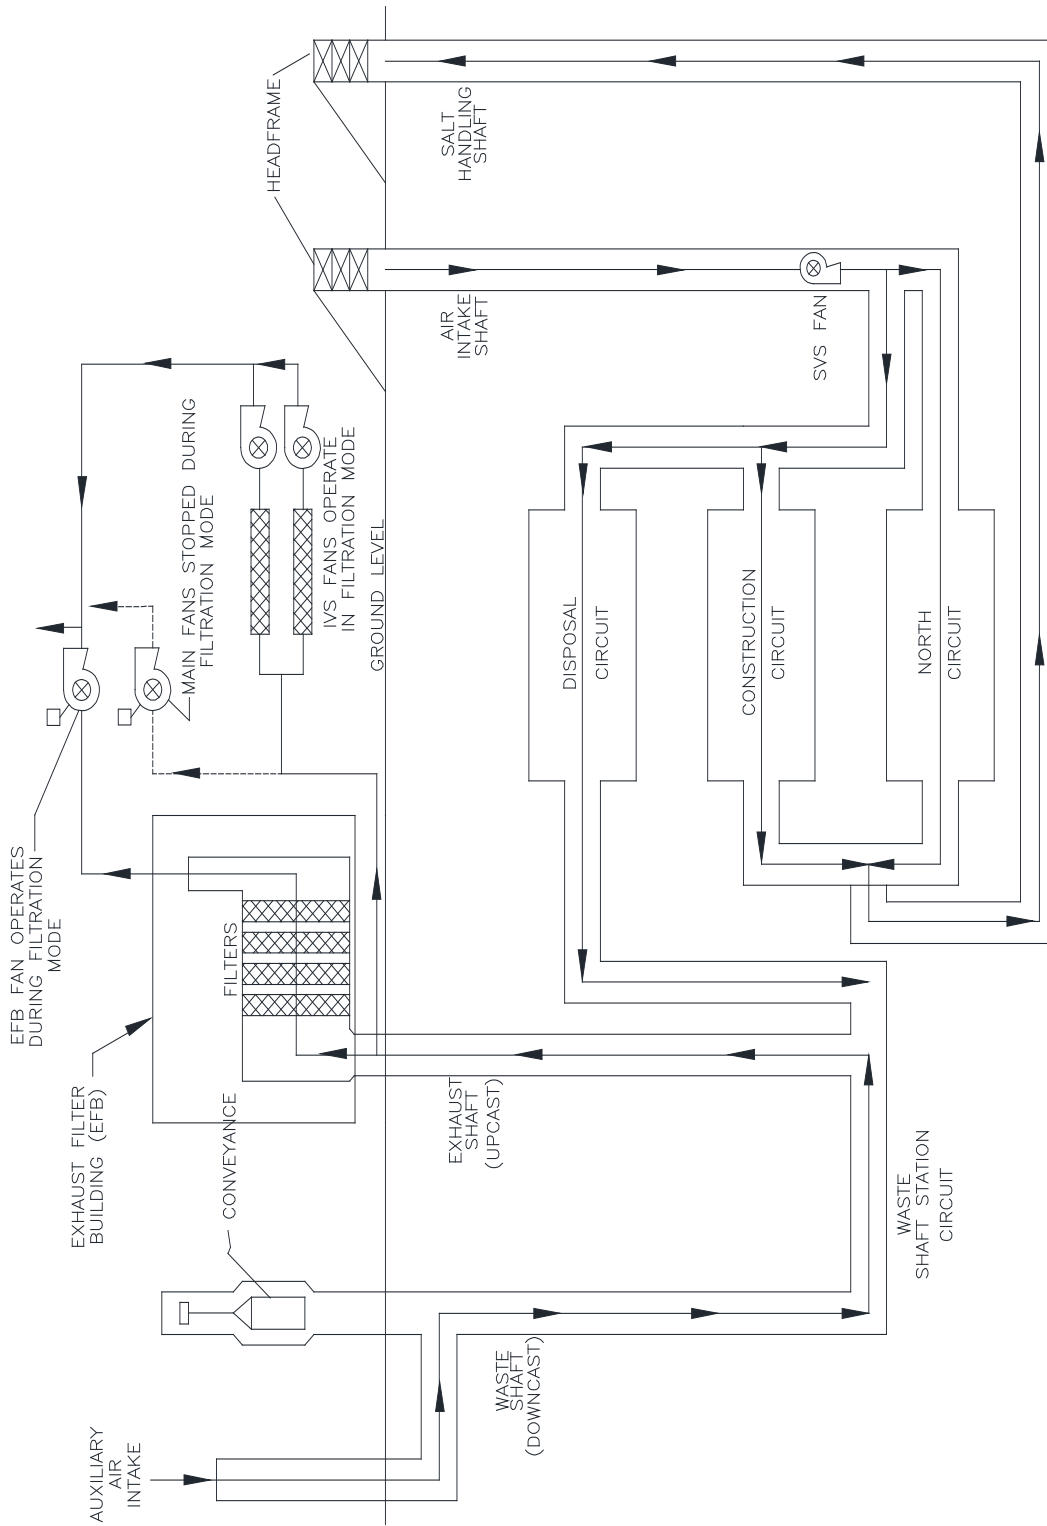 AUXILIARY
AIR
INTAKE
EXHAUST FILTER
BUILDING (EFB)
CONVEYANCE
EFB FAN OPERATES
DURING FILTRATION
MODE
FILTERS
MAIN FANS STOPPED DURING
FILTRATION MODE
IVS FANS OPERATE
IN FILTRATION MODE
GROUND LEVEL
HEADFRAME
WASTE
SHAFT
(DOWNCAST)
EXHAUST
SHAFT
(UPCAST)
AIR
INTAKE
SHAFT
SALT
HANDLING
SHAFT
DISPOSAL
CIRCUIT
CONSTRUCTION
CIRCUIT
NORTH
CIRCUIT
SVS FAN
WASTE
SHAFT STATION
CIRCUIT